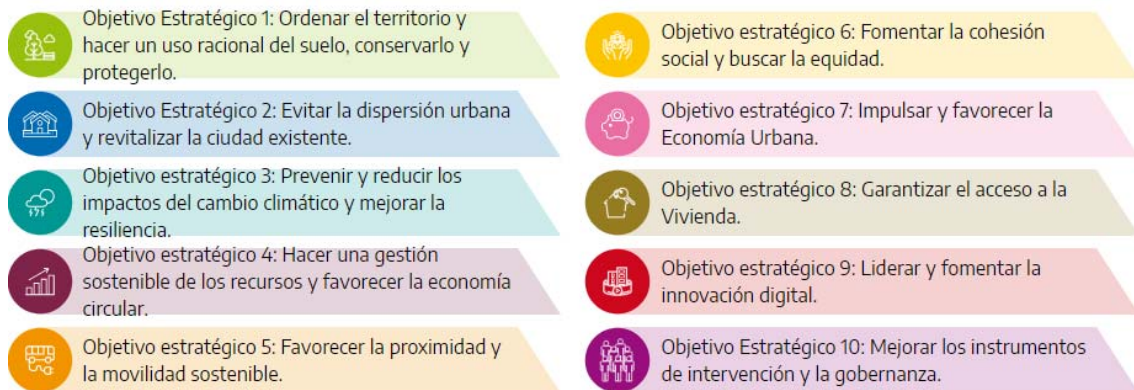 Objetivo Estratégico 1: Ordenar el territorio y
hacer un uso racional del suelo, conservarlo y
protegerlo.
Objetivo Estratégico 2: Evitar la dispersión urbana
y revitalizar la ciudad existente.
Objetivo estratégico 3: Prevenir y reducir los
impactos del cambio climático y mejorar la
resiliencia.
Objetivo estratégico 4: Hacer una gestión
sostenible de los recursos y favorecer la economía
circular.
Objetivo estratégico 5: Favorecer la proximidad y
la movilidad sostenible.
Objetivo estratégico 6: Fomentar la cohesión
social y buscar la equidad.
Objetivo estratégico 7: Impulsar y favorecer la
Economía Urbana.
Objetivo estratégico 8: Garantizar el acceso a la
Vivienda.
Objetivo estratégico 9: Liderar y fomentar la
innovación digital.
Objetivo Estratégico 10: Mejorar los instrumentos
de intervención y la gobernanza.